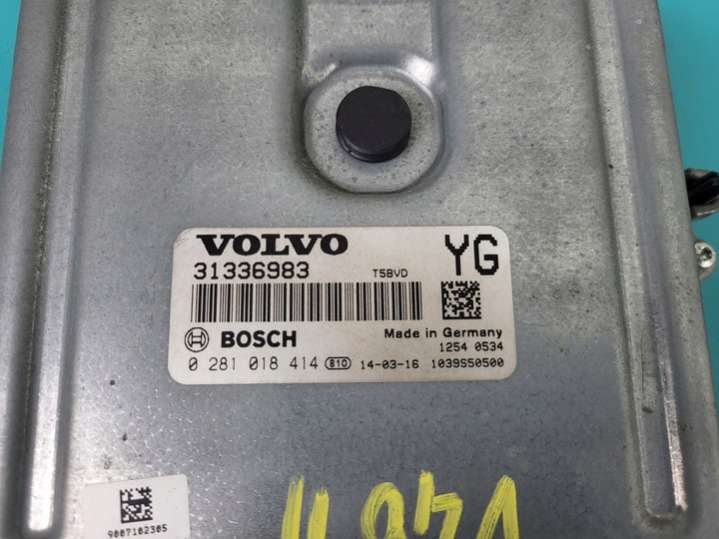 VOLVO YG
31336983 T5BVD
BOSCH Made in Germany
1254 0534
0 281 018 414 810 14-03-16 1039S50500
9007102305